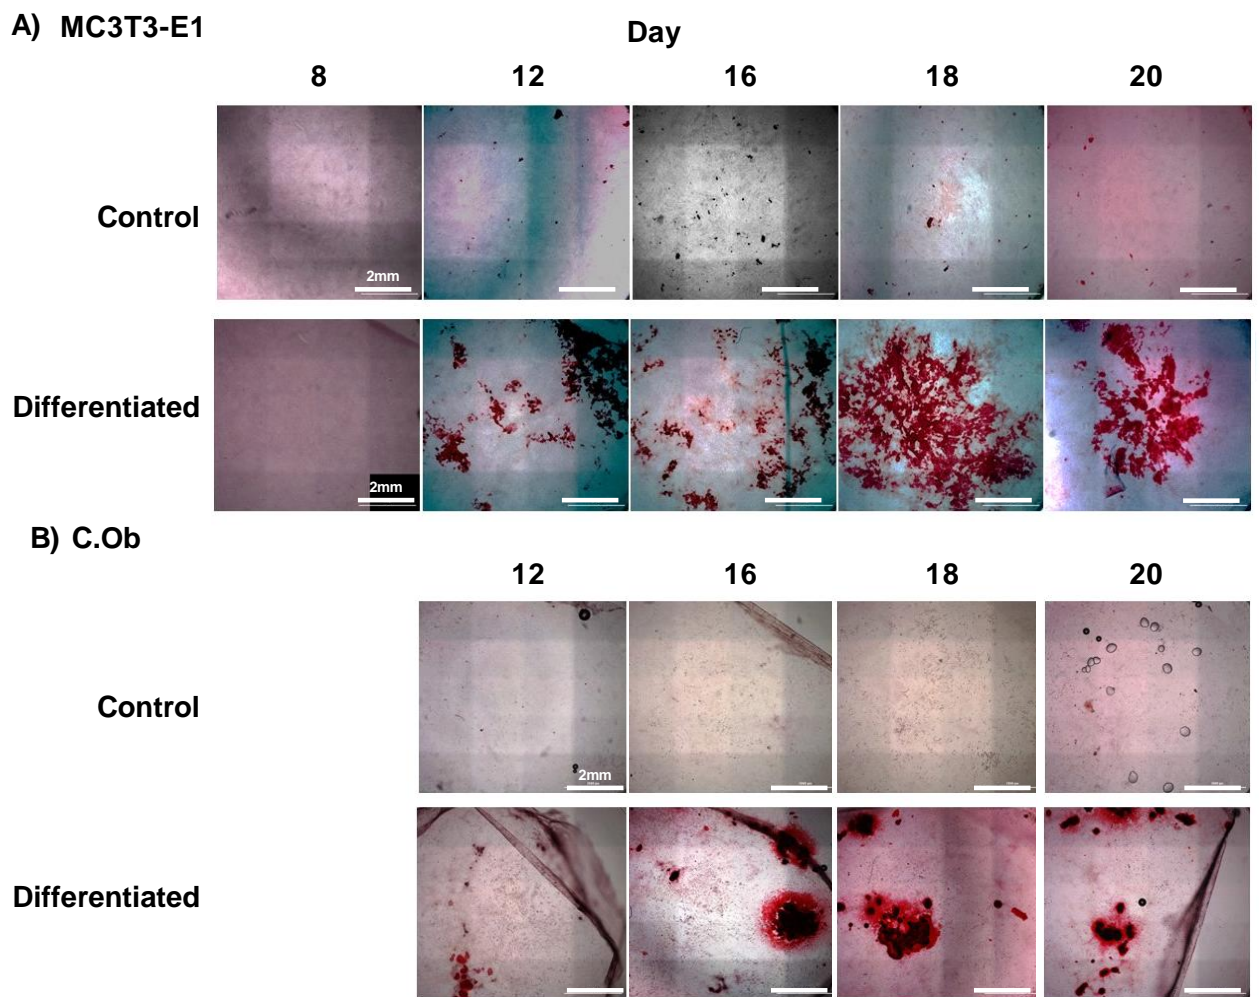 A) MC3T3-E1
Day
8 12 16 18 20
Control
2mm
Differentiated
2mm
B) C.Ob
12 16 18 20
Control
2mm
Differentiated